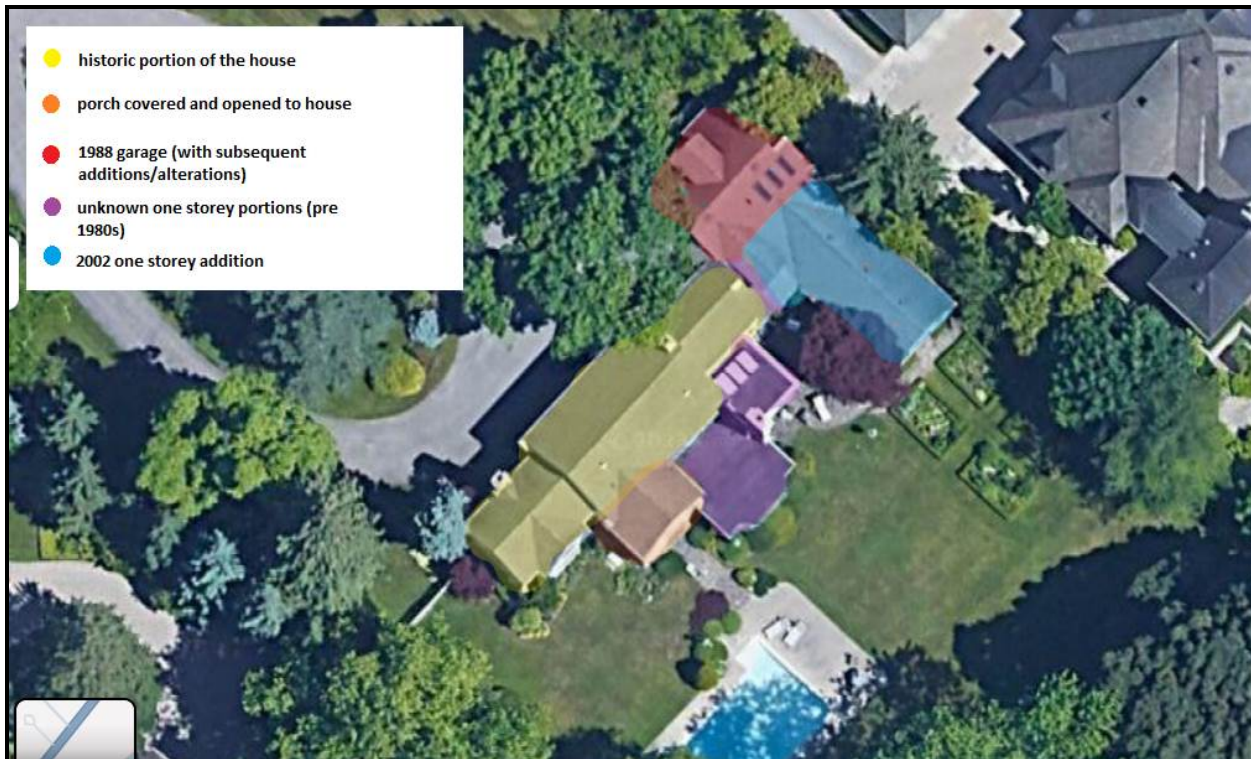 historic portion of the house
porch covered and opened to house
1988 garage (with subsequent
additions/alterations)
unknown one storey portions (pre
1980s)
2002 one storey addition